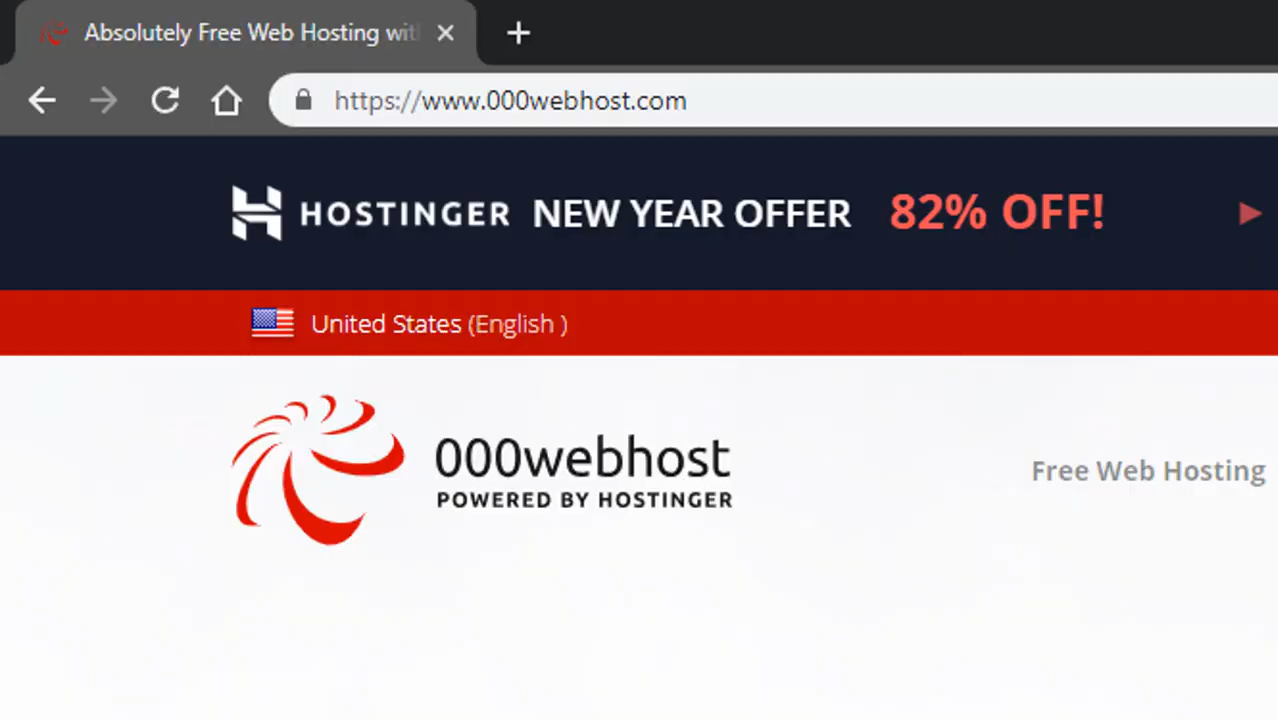 Absolutely Free Web Hosting wit
https://www.000webhost.com
HOSTINGER NEW YEAR OFFER 82% OFF!
United States (English )
000webhost
POWERED BY HOSTINGER
Free Web Hosting